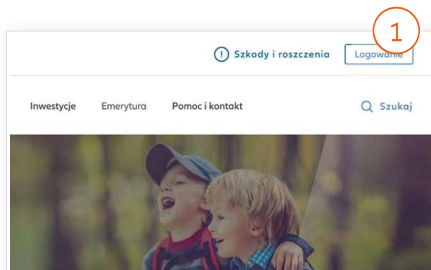 1
! Szkody i roszczenia Logowanie
Inwestycje Emerytura Pomoc i kontakt Szukaj